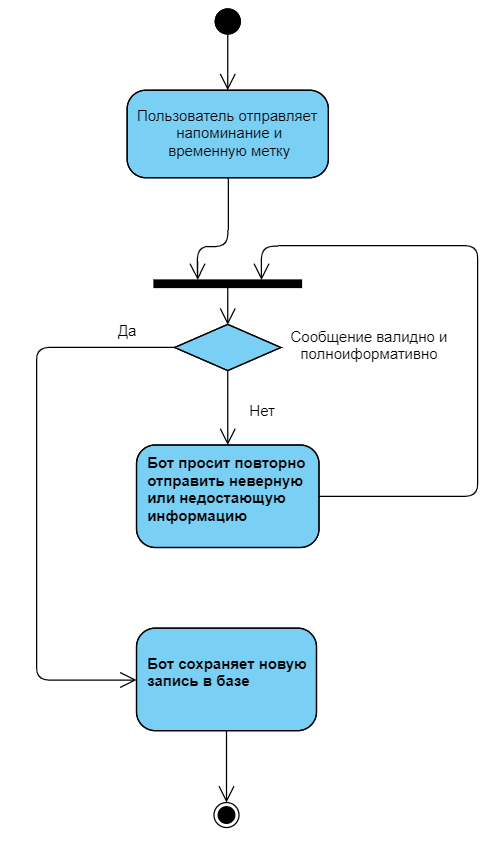 Пользователь отправляет
напоминание и
временную метку
Да
Сообщение валидно и
полноиформативно
Нет
Бот просит повторно
отправить неверную
или недостающую
информацию
Бот сохраняет новую
запись в базе